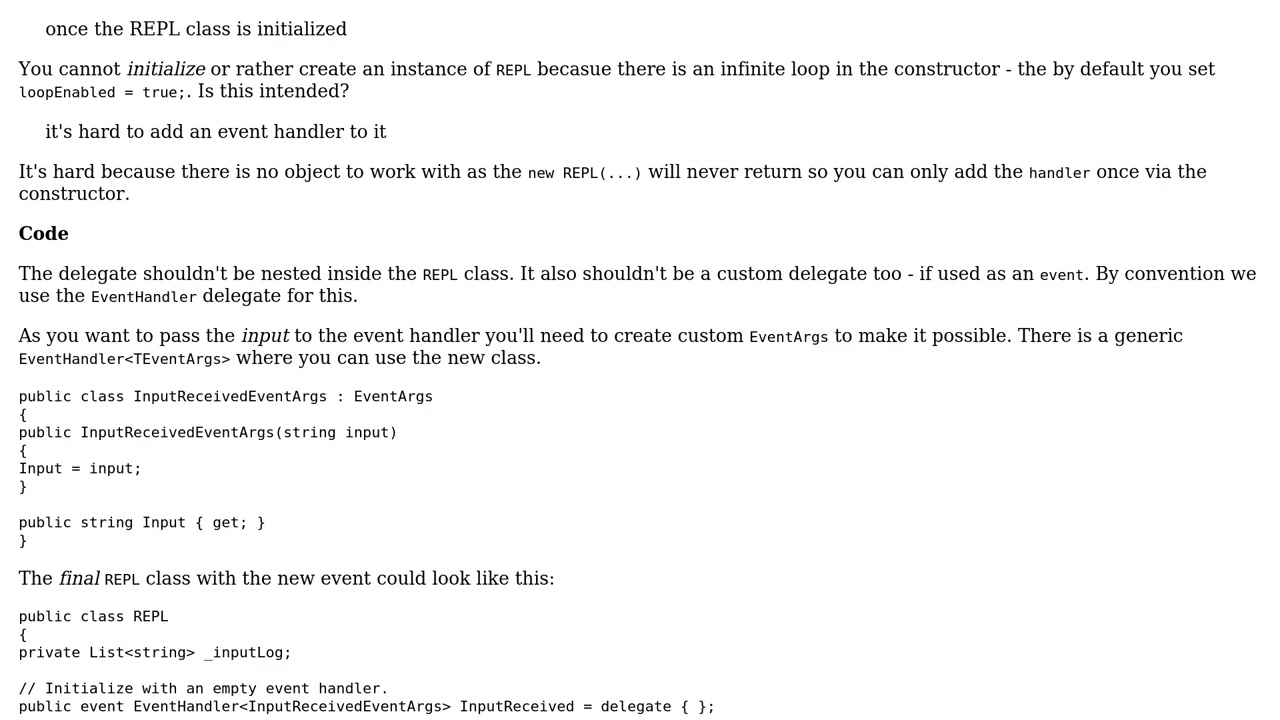 once the REPL class is initialized
You cannot initialize or rather create an instance of REPL becasue there is an infinite loop in the constructor - the by default you set
loopEnabled = true;. Is this intended?
it's hard to add an event handler to it
It's hard because there is no object to work with as the new REPL(...) will never return so you can only add the handler once via the
constructor.
Code
The delegate shouldn't be nested inside the REPL class. It also shouldn't be a custom delegate too - if used as an event. By convention we
use the EventHandler delegate for this.
As you want to pass the input to the event handler you'll need to create custom EventArgs to make it possible. There is a generic
EventHandler<TEventArgs> where you can use the new class.
public class InputReceivedEventArgs : EventArgs
{
public InputReceivedEventArgs(string input)
{
Input = input;
}
public string Input { get; }
}
The final REPL class with the new event could look like this:
public class REPL
{
private List<string> _inputLog;
// Initialize with an empty event handler.
public event EventHandler<InputReceivedEventArgs> InputReceived = delegate { };